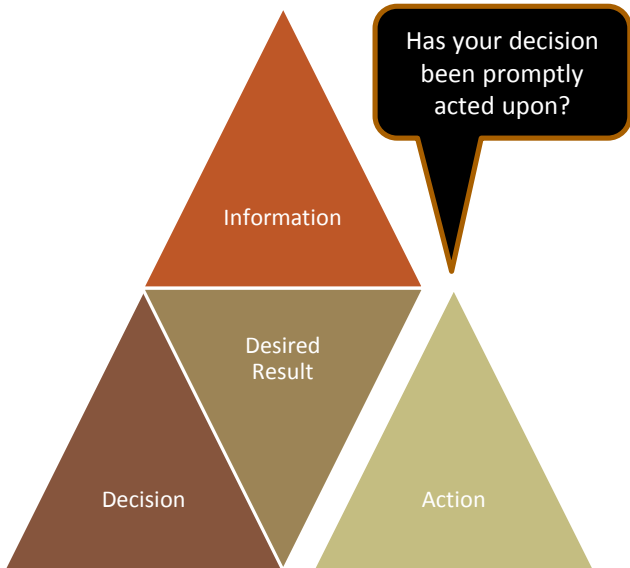 Has your decision
been promptly
acted upon?
Information
Desired
Result
Decision
Action